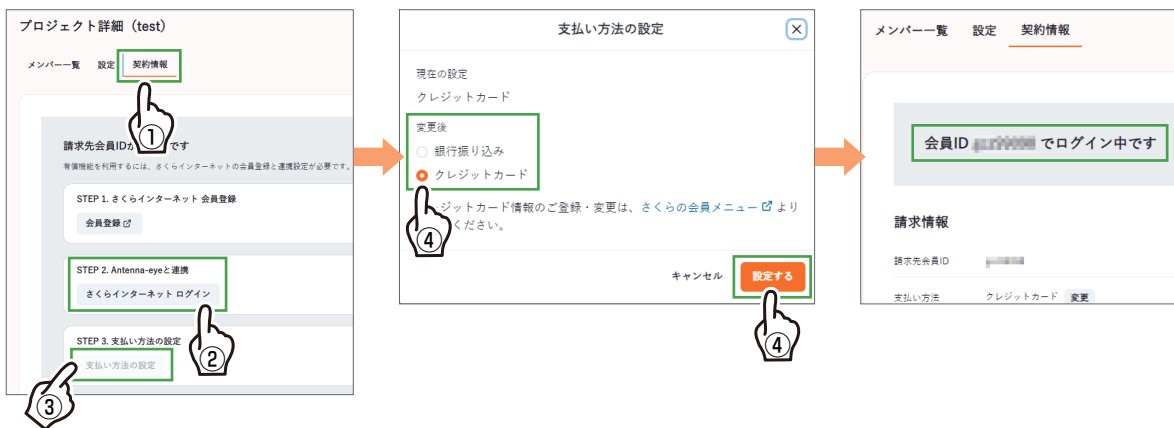 プロジェクト詳細（test）
メンバー一覧 設定 契約情報
①
請求先会員IDが です
有償機能を利用するには、さくらインターネットの会員登録と連携設定が必要です。
STEP 1. さくらインターネット 会員登録
会員登録
STEP 2. Antenna-eyeと連携
さくらインターネット ログイン
②
STEP 3. 支払い方法の設定
支払い方法の設定
③
支払い方法の設定
現在の設定
クレジットカード
変更後
銀行振り込み
クレジットカード
ジットカード情報のご登録・変更は、さくらの会員メニュー より
ください。
④
キャンセル 設定する
④
メンバー一覧 設定 契約情報
会員ID でログイン中です
請求情報
請求先会員ID
支払い方法 クレジットカード 変更